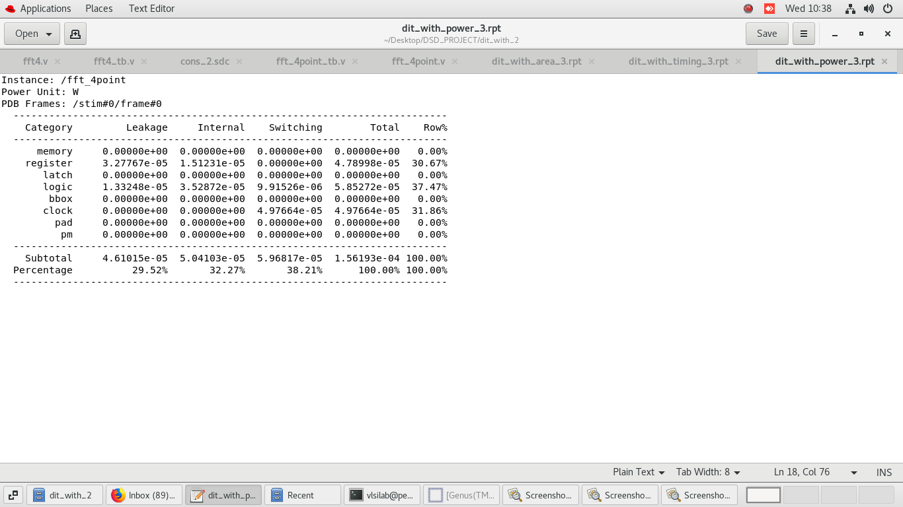 Applications Places Text Editor Wed 10:38
Open dit_with_power_3.rpt Save
~/Desktop/DSD_PROJECT/dit_with_2
fft4.v fft4_tb.v cons_2.sdc fft_4point_tb.v fft_4point.v dit_with_area_3.rpt dit_with_timing_3.rpt dit_with_power_3.rpt
Instance: /fft_4point
Power Unit: W
PDB Frames: /stim#0/frame#0
-------------------------------------------------------------------------
Category Leakage Internal Switching Total Row%
-------------------------------------------------------------------------
memory 0.00000e+00 0.00000e+00 0.00000e+00 0.00000e+00 0.00%
register 3.27767e-05 1.51231e-05 0.00000e+00 4.78998e-05 30.67%
latch 0.00000e+00 0.00000e+00 0.00000e+00 0.00000e+00 0.00%
logic 1.33248e-05 3.52872e-05 9.91526e-06 5.85272e-05 37.47%
bbox 0.00000e+00 0.00000e+00 0.00000e+00 0.00000e+00 0.00%
clock 0.00000e+00 0.00000e+00 4.97664e-05 4.97664e-05 31.86%
pad 0.00000e+00 0.00000e+00 0.00000e+00 0.00000e+00 0.00%
pm 0.00000e+00 0.00000e+00 0.00000e+00 0.00000e+00 0.00%
-------------------------------------------------------------------------
Subtotal 4.61015e-05 5.04103e-05 5.96817e-05 1.56193e-04 100.00%
Percentage 29.52% 32.27% 38.21% 100.00% 100.00%
-------------------------------------------------------------------------
Plain Text Tab Width: 8 Ln 18, Col 76 INS
dit_with_2 Inbox (89)... dit_with_p... Recent vlsilab@pe... [Genus(TM... Screensho... Screensho... Screensho...